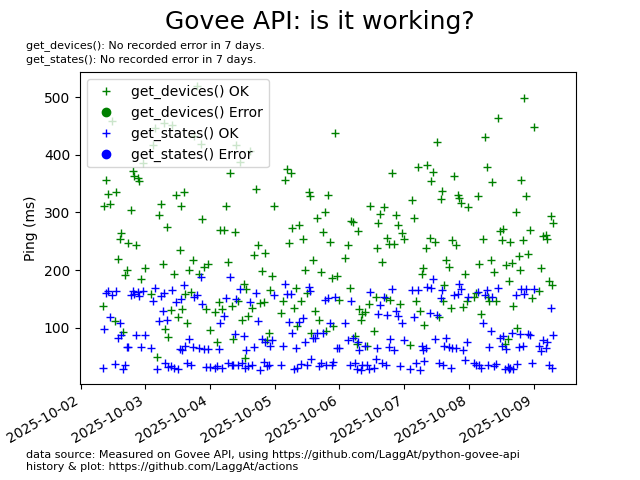 Govee API: is it working?
get_devices(): No recorded error in 7 days.
get_states(): No recorded error in 7 days.
get_devices() OK
get_devices() Error
get_states() OK
get_states() Error
500
400
300
200
100
Ping (ms)
2025-10-02
2025-10-03
2025-10-04
2025-10-05
2025-10-06
2025-10-07
2025-10-08
2025-10-09
data source: Measured on Govee API, using https://github.com/LaggAt/python-govee-api
history & plot: https://github.com/LaggAt/actions